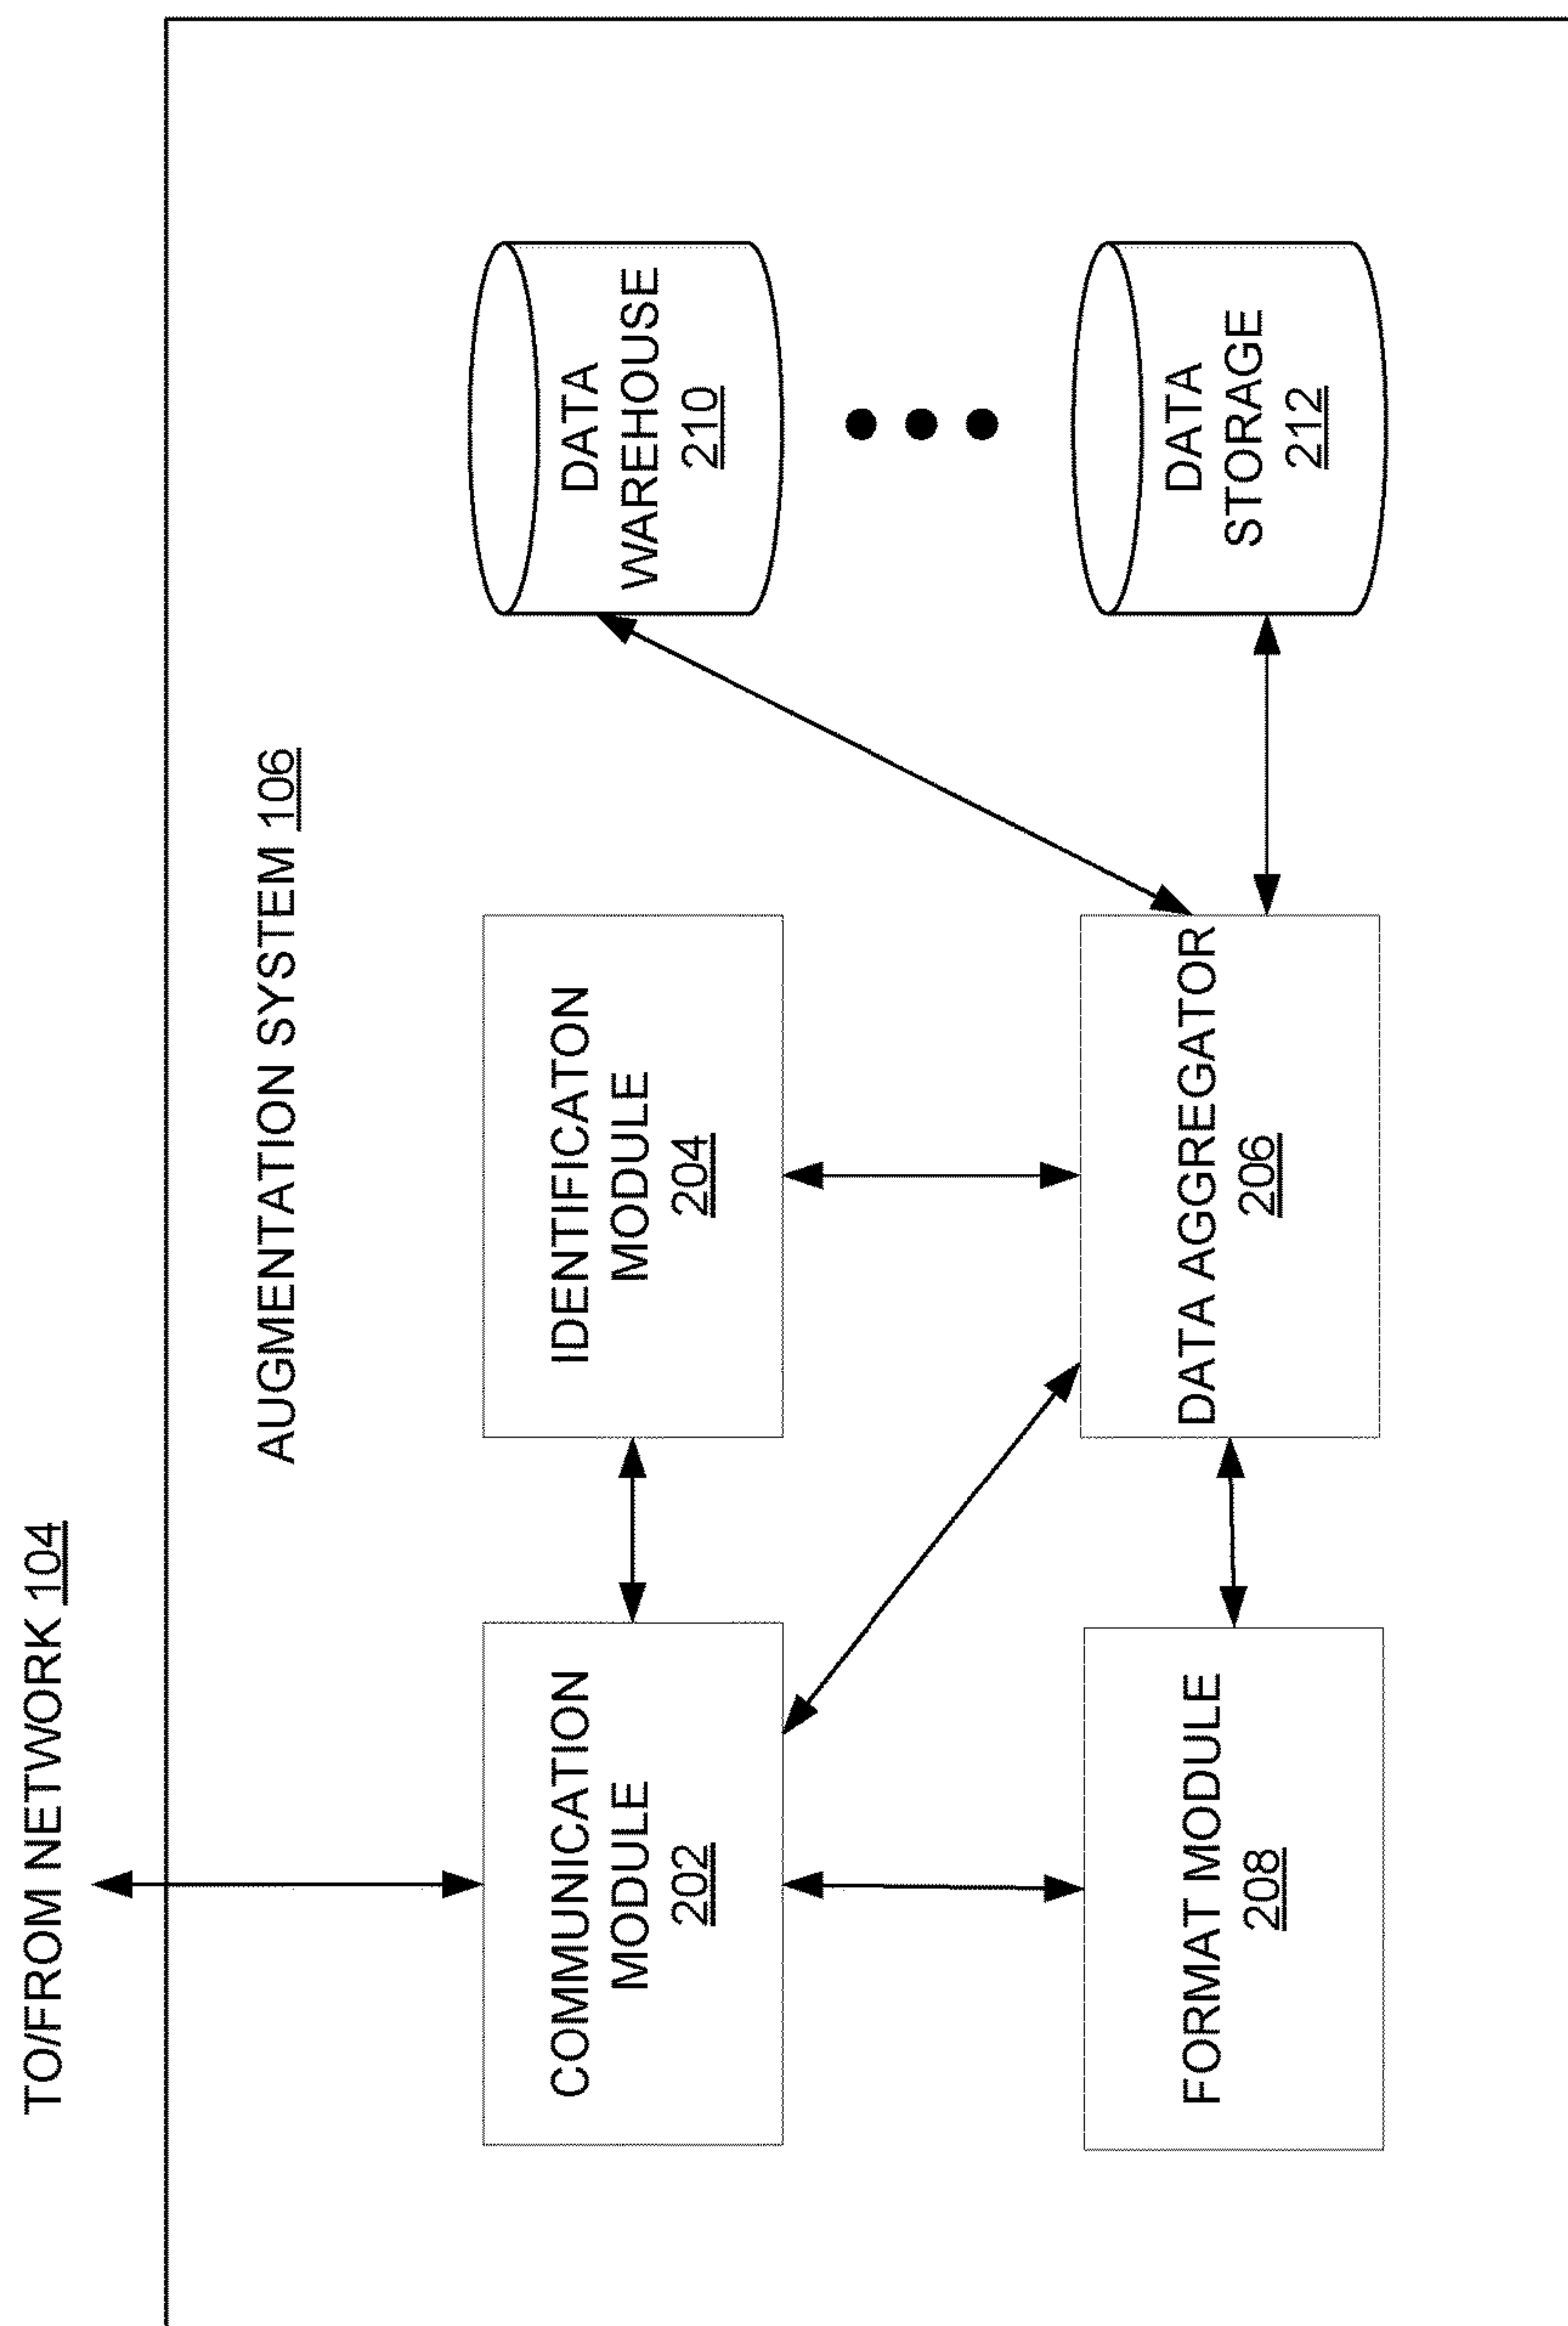 TO/FROM NETWORK 104
AUGMENTATION SYSTEM 106
COMMUNICATION
MODULE
202
IDENTIFICATON
MODULE
204
DATA
WAREHOUSE
210
FORMAT MODULE
208
DATA AGGREGATOR
206
DATA
STORAGE
212